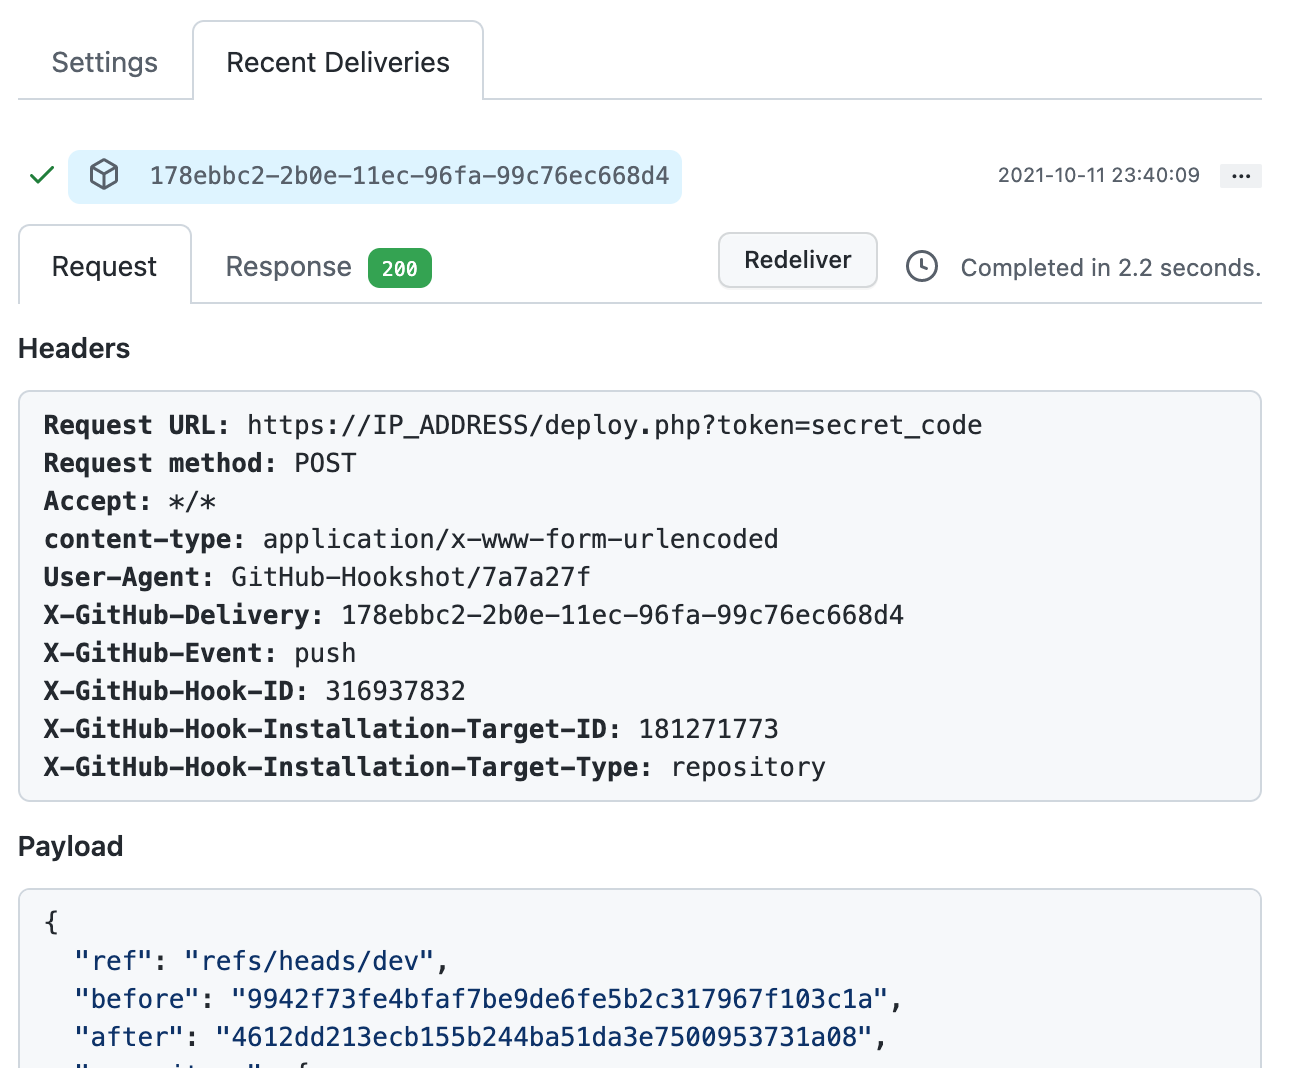 Settings
Recent Deliveries
178ebbc2-2b0e-11ec-96fa-99c76ec668d4
2021-10-11 23:40:09
Request
Response 200
Redeliver
Completed in 2.2 seconds.
Headers
Request URL: https://IP_ADDRESS/deploy.php?token=secret_code
Request method: POST
Accept: */*
content-type: application/x-www-form-urlencoded
User-Agent: GitHub-Hookshot/7a7a27f
X-GitHub-Delivery: 178ebbc2-2b0e-11ec-96fa-99c76ec668d4
X-GitHub-Event: push
X-GitHub-Hook-ID: 316937832
X-GitHub-Hook-Installation-Target-ID: 181271773
X-GitHub-Hook-Installation-Target-Type: repository
Payload
{
"ref": "refs/heads/dev",
"before": "9942f73fe4bfaf7be9de6fe5b2c317967f103c1a",
"after": "4612dd213ecb155b244ba51da3e7500953731a08",